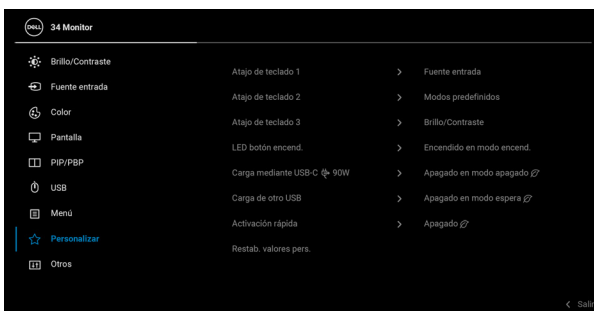 DELL 34 Monitor
Brillo/Contraste
Fuente entrada
Color
Pantalla
PIP/PBP
USB
Menú
Personalizar
Otros
Atajo de teclado 1 > Fuente entrada
Atajo de teclado 2 > Modos predefinidos
Atajo de teclado 3 > Brillo/Contraste
LED botón encend. > Encendido en modo encend.
Carga mediante USB-C 90W > Apagado en modo apagado
Carga de otro USB > Apagado en modo espera
Activación rápida > Apagado
Restab. valores pers.
< Salir